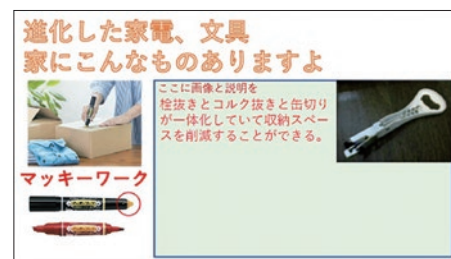 進化した家電、文具
家にこんなものありますよ
ここに画像と説明を
栓抜きとコルク抜きと缶切り
が一体化していて収納スペー
スを削減することができる。
マッキーワーク